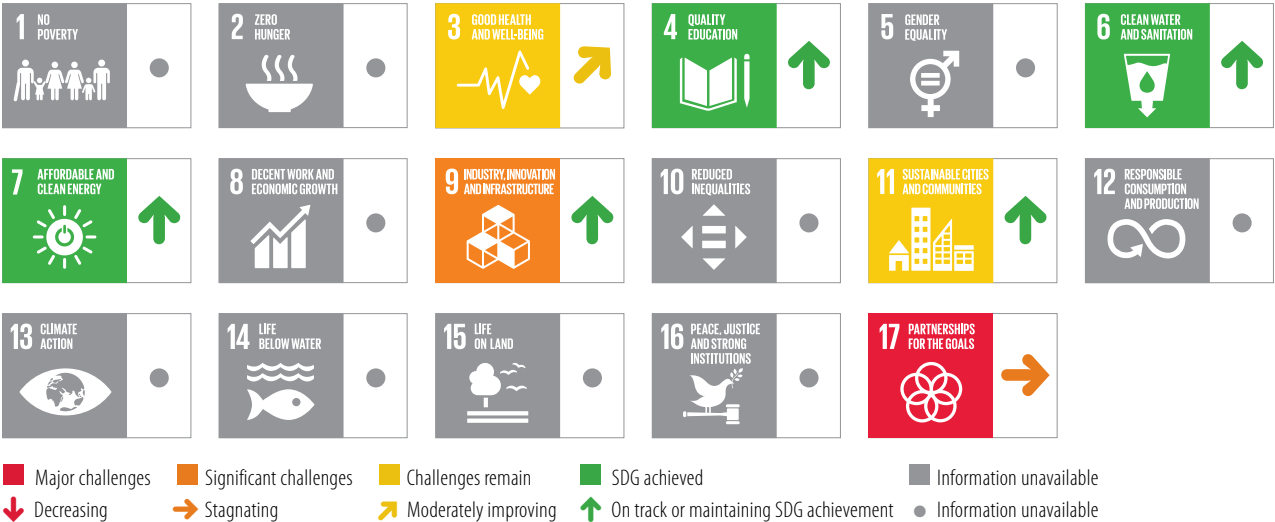 1 NO
POVERTY
2 ZERO
HUNGER
3 GOOD HEALTH
AND WELL-BEING
4 QUALITY
EDUCATION
5 GENDER
EQUALITY
6 CLEAN WATER
AND SANITATION
7 AFFORDABLE AND
CLEAN ENERGY
8 DECENT WORK AND
ECONOMIC GROWTH
9 INDUSTRY, INNOVATION
AND INFRASTRUCTURE
10 REDUCED
INEQUALITIES
11 SUSTAINABLE CITIES
AND COMMUNITIES
12 RESPONSIBLE
CONSUMPTION
AND PRODUCTION
13 CLIMATE
ACTION
14 LIFE
BELOW WATER
15 LIFE
ON LAND
16 PEACE, JUSTICE
AND STRONG
INSTITUTIONS
17 PARTNERSHIPS
FOR THE GOALS
Major challenges
Significant challenges
Challenges remain
SDG achieved
Information unavailable
Decreasing
Stagnating
Moderately improving
On track or maintaining SDG achievement
Information unavailable